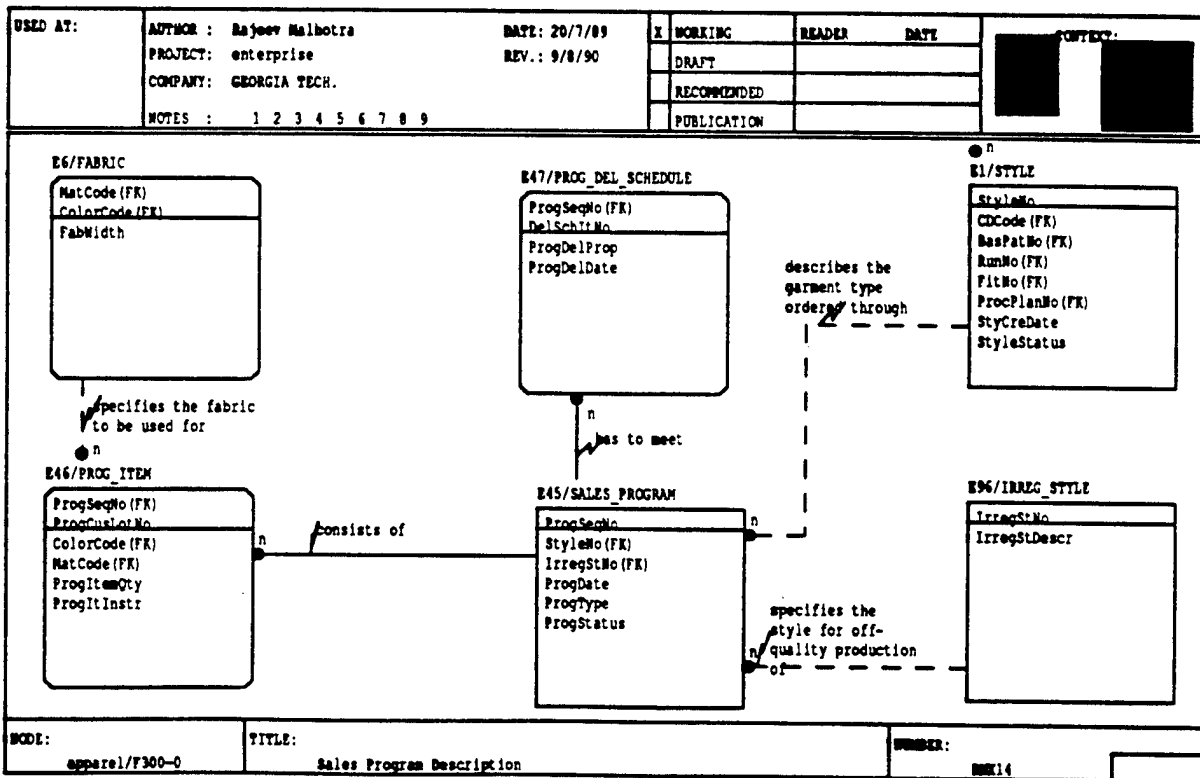 USED AT:
AUTHOR : Rajeev Malhotra
DATE: 20/7/89
PROJECT: enterprise
REV.: 9/8/90
COMPANY: GEORGIA TECH.
NOTES : 1 2 3 4 5 6 7 8 9
X WORKING
DRAFT
RECOMMENDED
PUBLICATION
READER DATE
CONTEXT:
E6/FABRIC
MatCode(FK)
ColorCode(FK)
FabWidth
E47/PROG_DEL_SCHEDULE
ProgSeqNo(FK)
DelSchItNo
ProgDelProp
ProgDelDate
n
E1/STYLE
StyleNo
CDCode(FK)
BasPatNo(FK)
RunNo(FK)
FitNo(FK)
ProcPlanNo(FK)
StyCreDate
StyleStatus
describes the
garment type
ordered through
specifies the fabric
to be used for
n
n
has to meet
E46/PROG_ITEM
ProgSeqNo(FK)
ProgCusLotNo
ColorCode(FK)
MatCode(FK)
ProgItemQty
ProgItInstr
n
consists of
E45/SALES_PROGRAM
ProgSeqNo
StyleNo(FK)
IrregStNo(FK)
ProgDate
ProgType
ProgStatus
n
n
specifies the
style for off-
quality production
of
E96/IRREG_STYLE
IrregStNo
IrregStDescr
NODE:
apparel/F300-0
TITLE:
Sales Program Description
NUMBER: